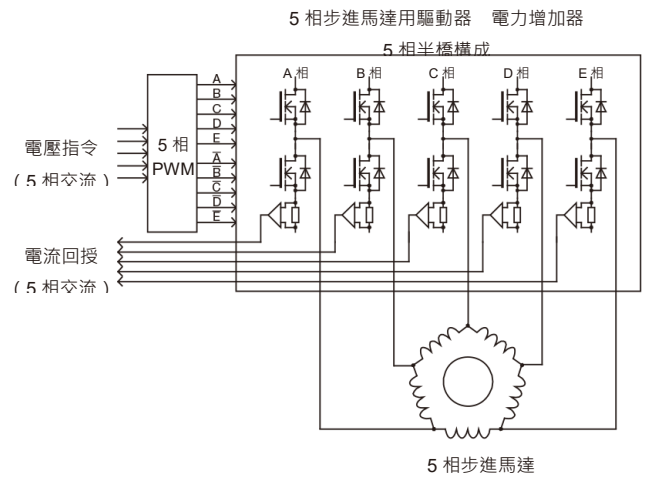 5 相步進馬達用驅動器 電力增加器
5 相半橋構成
A 相 B 相 C 相 D 相 E 相
A
B
C
D
E
A̅
B̅
C̅
D̅
E̅
5 相
PWM
電壓指令
( 5 相交流 )
電流回授
( 5 相交流 )
5 相步進馬達